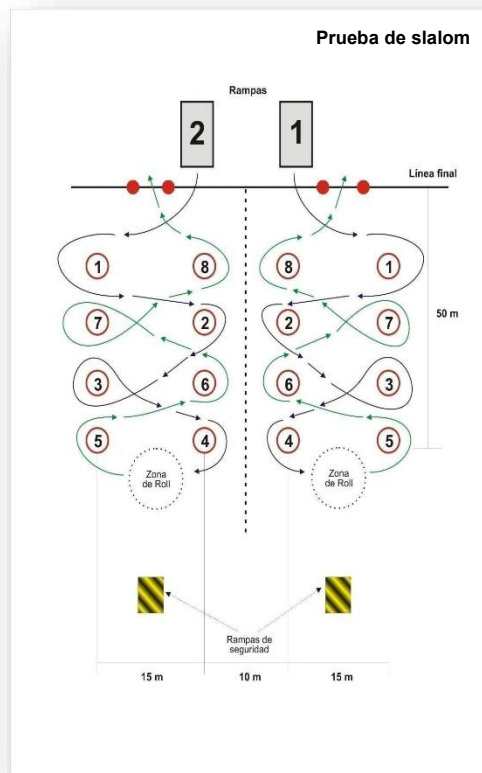 Prueba de slalom
Rampas
2 1
Línea final
1 8 8 1
7 2 2 7
50 m
3 6 6 3
5 4 4 5
Zona de Roll Zona de Roll
Rampas de
seguridad
15 m 10 m 15 m